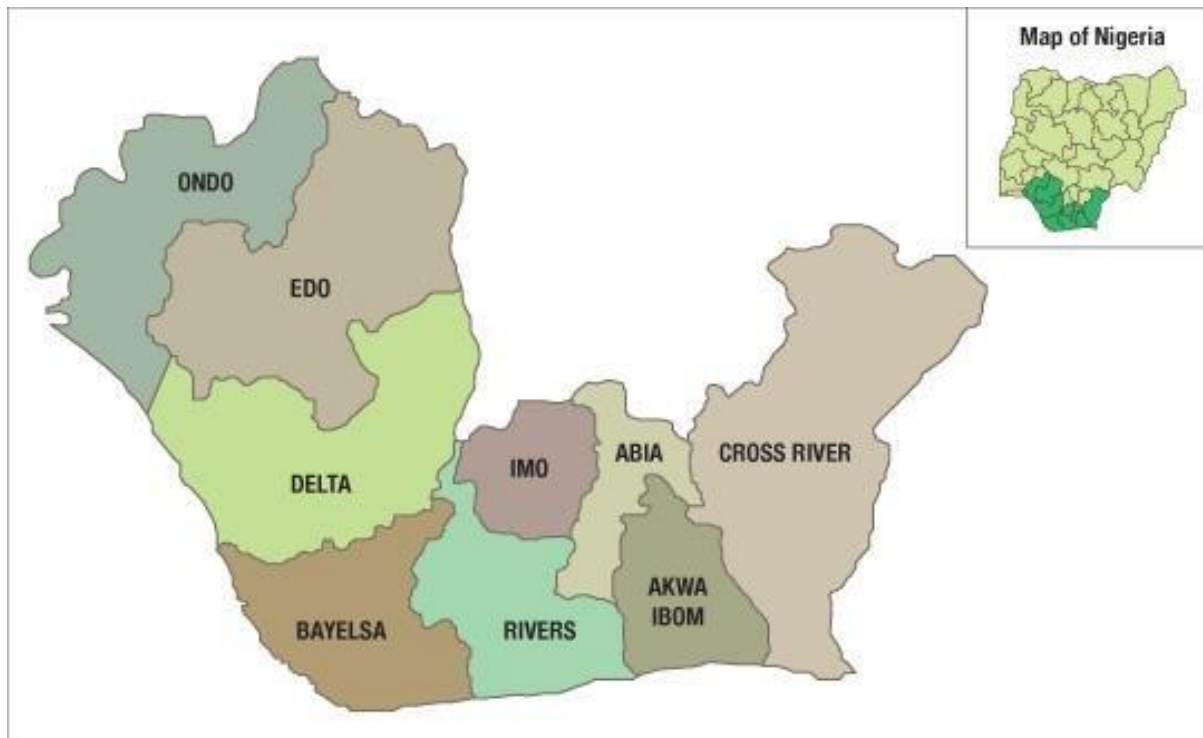 Map of Nigeria
ONDO
EDO
DELTA
IMO
ABIA
CROSS RIVER
AKWA
IBOM
BAYELSA
RIVERS